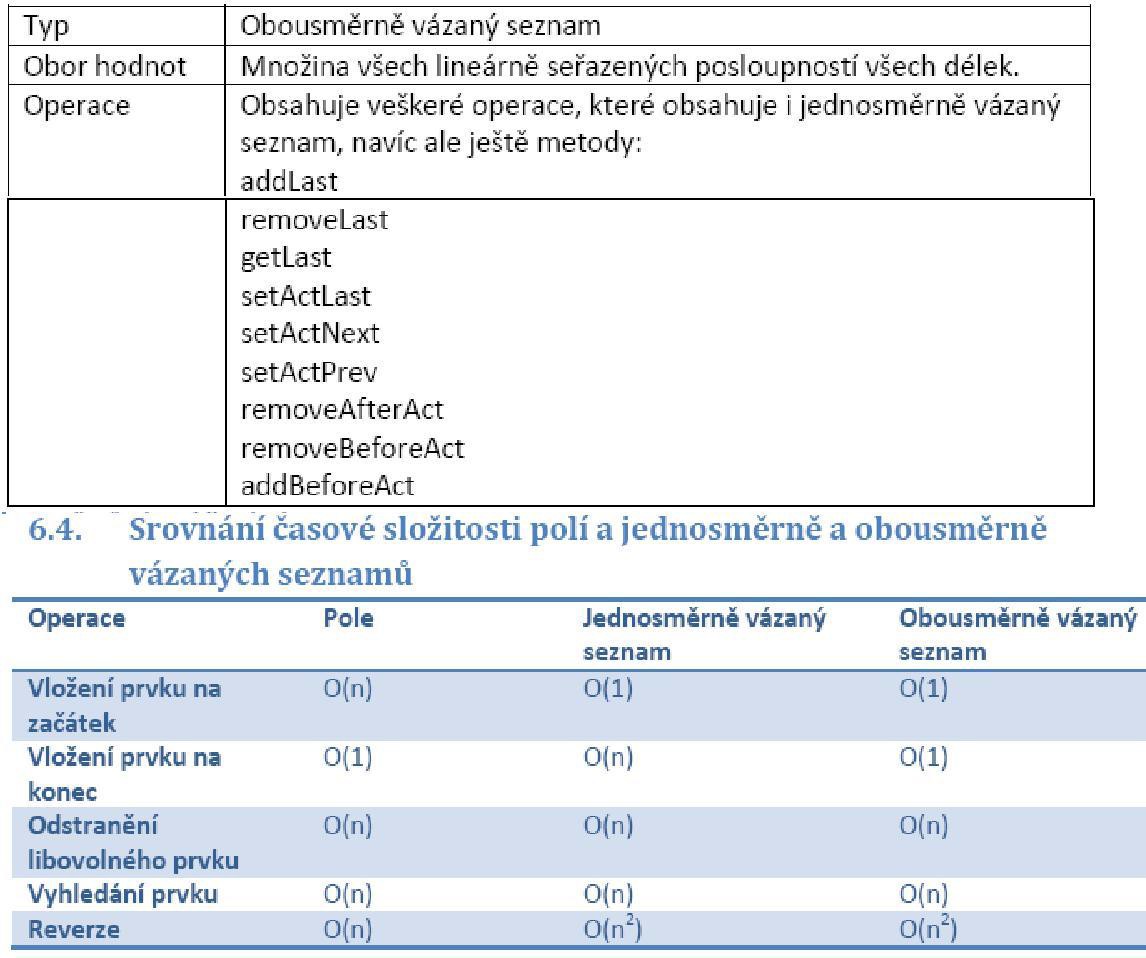 Typ Obousměrně vázaný seznam
Obor hodnot Množina všech lineárně seřazených posloupností všech délek.
Operace Obsahuje veškeré operace, které obsahuje i jednosměrně vázaný
seznam, navíc ale ještě metody:
addLast
removeLast
getLast
setActLast
setActNext
setActPrev
removeAfterAct
removeBeforeAct
addBeforeAct
6.4. Srovnání časové složitosti polí a jednosměrně a obousměrně
vázaných seznamů
Operace Pole Jednosměrně vázaný Obousměrně vázaný
seznam seznam
Vložení prvku na O(n) O(1) O(1)
začátek
Vložení prvku na O(1) O(n) O(1)
konec
Odstranění O(n) O(n) O(n)
libovolného prvku
Vyhledání prvku O(n) O(n) O(n)
Reverze O(n) O(n²) O(n²)